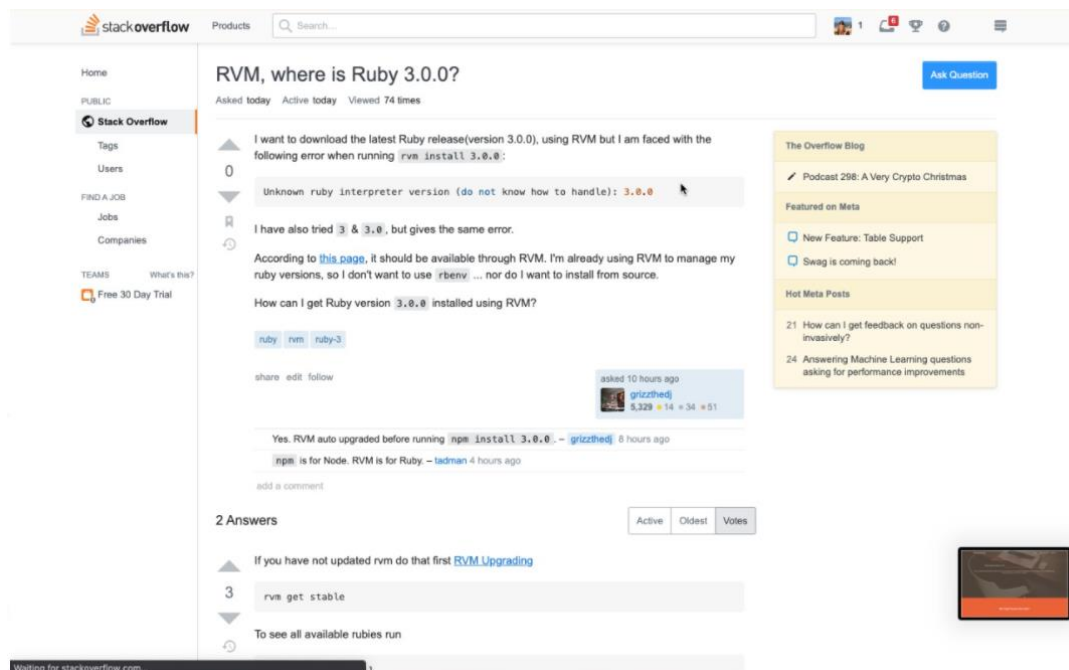 stackoverflow
Products
Search...
1
6
Home
PUBLIC
Stack Overflow
Tags
Users
FIND A JOB
Jobs
Companies
TEAMS
What's this?
Free 30 Day Trial
RVM, where is Ruby 3.0.0?
Ask Question
Asked today Active today Viewed 74 times
0
I want to download the latest Ruby release(version 3.0.0), using RVM but I am faced with the
following error when running rvm install 3.0.0:
Unknown ruby interpreter version (do not know how to handle): 3.0.0
I have also tried 3 & 3.0, but gives the same error.
According to this page, it should be available through RVM. I'm already using RVM to manage my
ruby versions, so I don't want to use rbenv ... nor do I want to install from source.
How can I get Ruby version 3.0.0 installed using RVM?
ruby rvm ruby-3
share edit follow
asked 10 hours ago
grizzthedj
5,329 14 34 51
Yes. RVM auto upgraded before running npm install 3.0.0. – grizzthedj 8 hours ago
npm is for Node. RVM is for Ruby. – tadman 4 hours ago
add a comment
2 Answers
Active Oldest Votes
3
If you have not updated rvm do that first RVM Upgrading
rvm get stable
To see all available rubies run
The Overflow Blog
Podcast 298: A Very Crypto Christmas
Featured on Meta
New Feature: Table Support
Swag is coming back!
Hot Meta Posts
21 How can I get feedback on questions non-
invasively?
24 Answering Machine Learning questions
asking for performance improvements
Waiting for stackoverflow.com